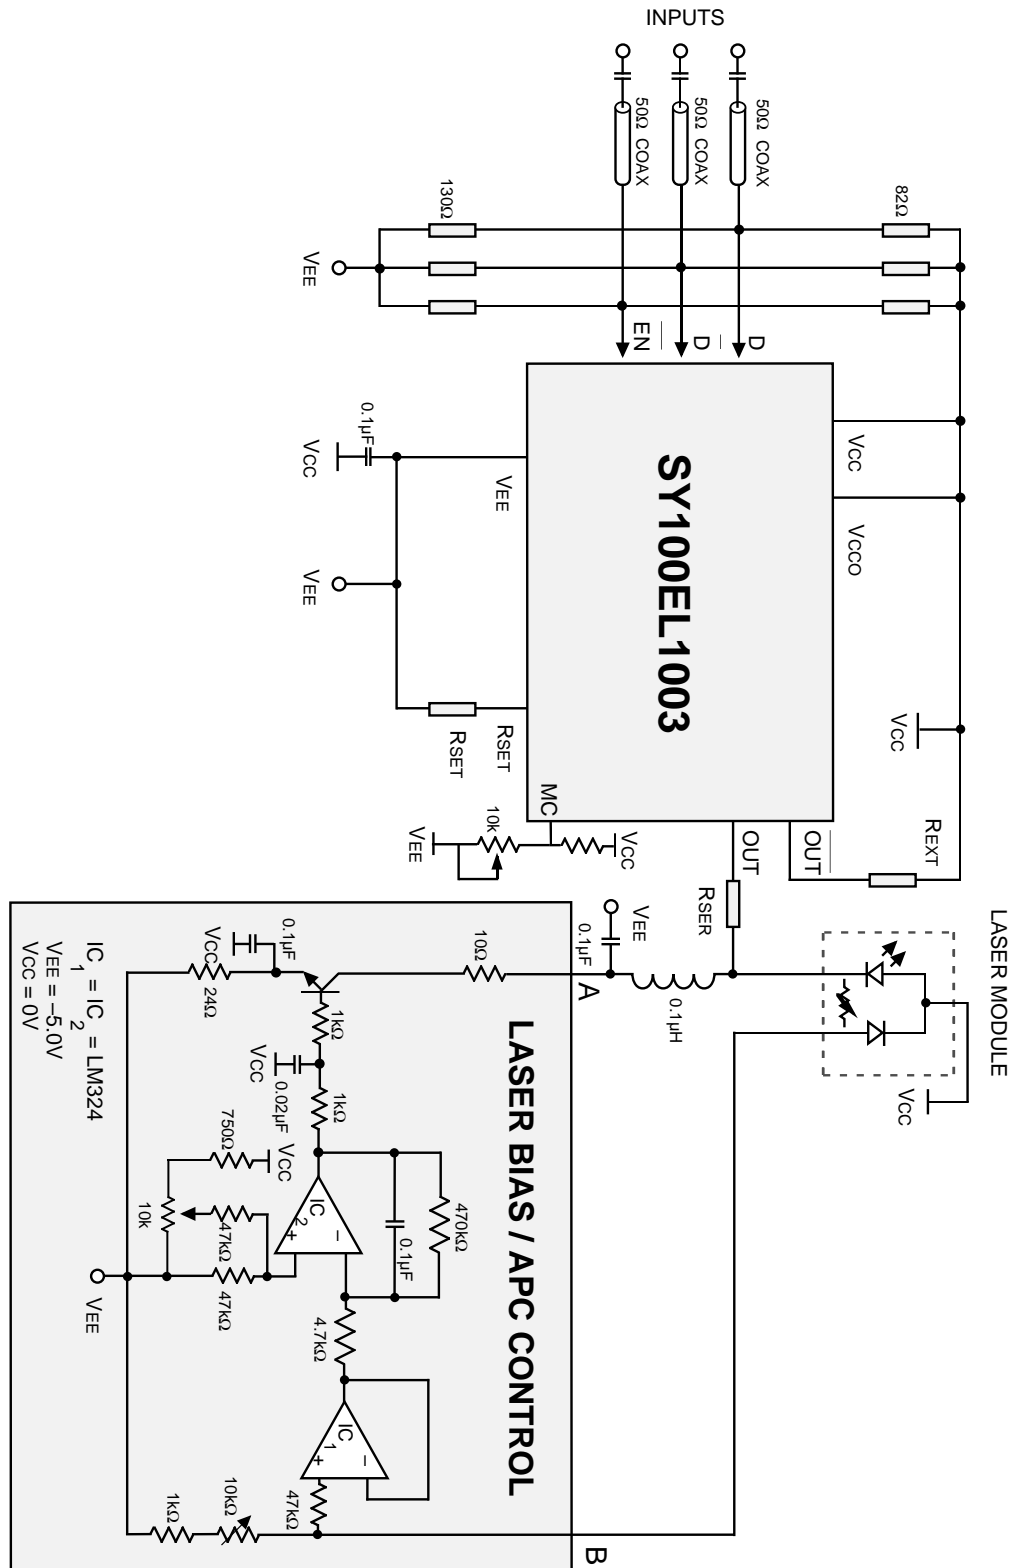 INPUTS
50Ω COAX
50Ω COAX
50Ω COAX
130Ω
82Ω
VEE
EN
D
D
0.1µF
VCC
VEE
VCC
VCCO
SY100EL1003
VEE
RSET
RSET
VCC
MC
OUT
OUT
REXT
10k
VEE
VCC
RSER
VEE
0.1µF
0.1µH
LASER MODULE
VCC
A
10Ω
0.1µF
VCC
24Ω
1kΩ
VCC
0.02µF
1kΩ
LASER BIAS / APC CONTROL
IC1 = IC2 = LM324
VEE = –5.0V
VCC = 0V
750Ω
VCC
10k
47kΩ
47kΩ
IC2
+
–
0.1µF
470kΩ
VEE
4.7kΩ
IC1
+
–
47kΩ
10kΩ
1kΩ
B